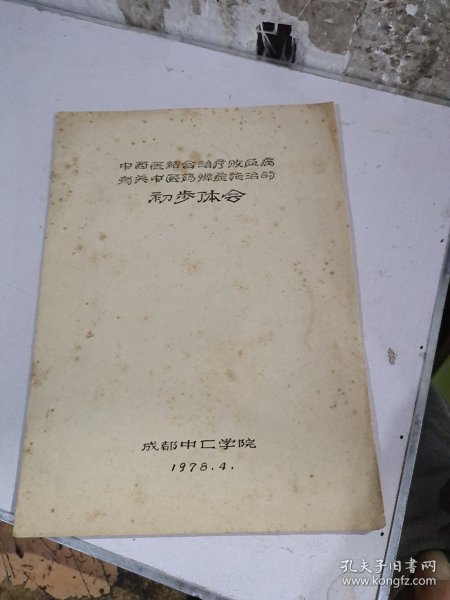 中西医结合治疗败血病
有关中医药辨症施治的
初步体会
成都中匸学院
1978.4.
孔夫子旧书网
www.kongfz.com